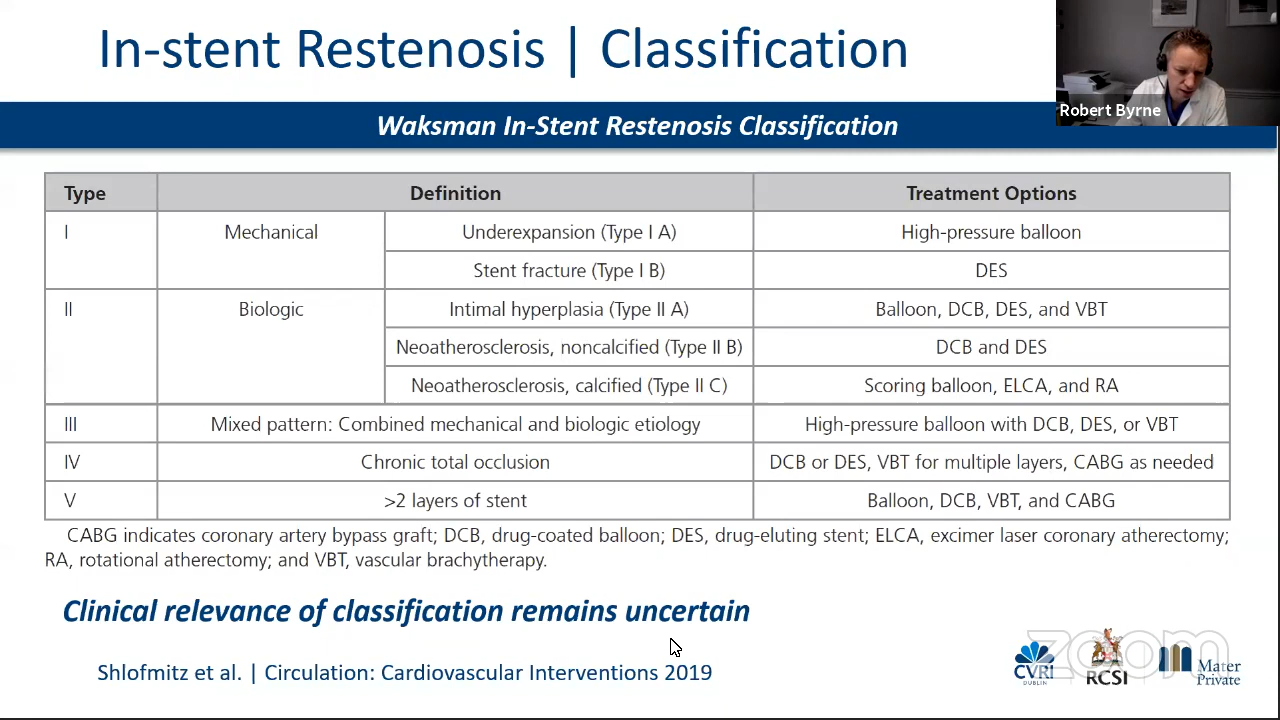 In-stent Restenosis | Classification
Robert Byrne
Waksman In-Stent Restenosis Classification
Type Definition Treatment Options
I Mechanical Underexpansion (Type I A) High-pressure balloon
Stent fracture (Type I B) DES
II Biologic Intimal hyperplasia (Type II A) Balloon, DCB, DES, and VBT
Neoatherosclerosis, noncalcified (Type II B) DCB and DES
Neoatherosclerosis, calcified (Type II C) Scoring balloon, ELCA, and RA
III Mixed pattern: Combined mechanical and biologic etiology High-pressure balloon with DCB, DES, or VBT
IV Chronic total occlusion DCB or DES, VBT for multiple layers, CABG as needed
V >2 layers of stent Balloon, DCB, VBT, and CABG
CABG indicates coronary artery bypass graft; DCB, drug-coated balloon; DES, drug-eluting stent; ELCA, excimer laser coronary atherectomy;
RA, rotational atherectomy; and VBT, vascular brachytherapy.
Clinical relevance of classification remains uncertain
Shlofmitz et al. | Circulation: Cardiovascular Interventions 2019
zoom
CVRI
DUBLIN
RCSI
Mater
Private